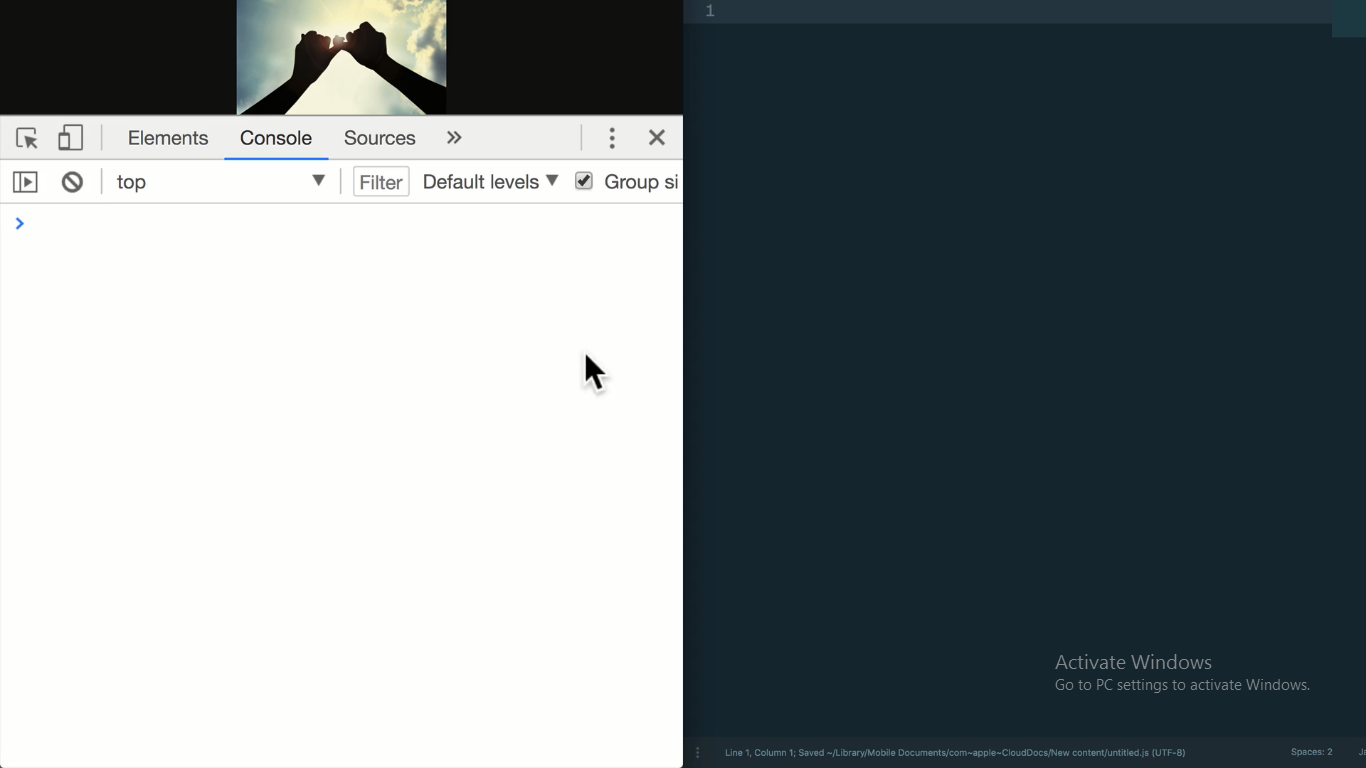 Elements Console Sources
top Filter Default levels Group si
1
Activate Windows
Go to PC settings to activate Windows.
Line 1, Column 1; Saved ~/Library/Mobile Documents/com~apple~CloudDocs/New content/untitled.js (UTF-8) Spaces: 2 Ja